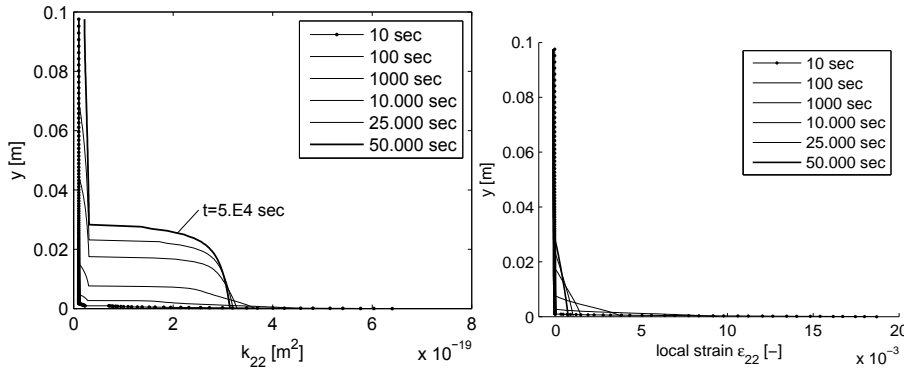 0.1
0.08
0.06
0.04
0.02
0
y [m]
0 2 4 6 8
x 10⁻¹⁹
k₂₂ [m²]
t=5.E4 sec
10 sec
100 sec
1000 sec
10.000 sec
25.000 sec
50.000 sec
0.1
0.08
0.06
0.04
0.02
0
y [m]
0 5 10 15 20
x 10⁻³
local strain ε₂₂ [-]
10 sec
100 sec
1000 sec
10.000 sec
25.000 sec
50.000 sec